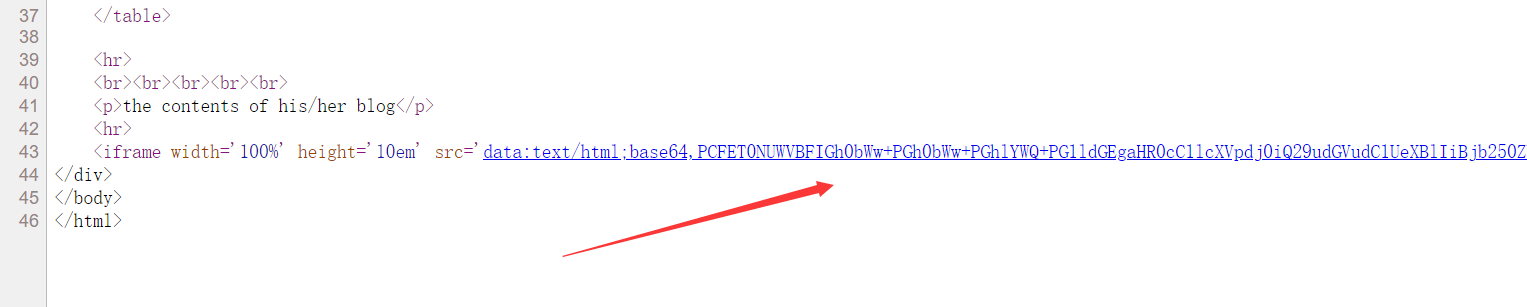 37 </table>
38
39 <hr>
40 <br><br><br><br><br>
41 <p>the contents of his/her blog</p>
42 <hr>
43 <iframe width='100%' height='10em' src='data:text/html;base64,PCFET0NUWVBFIGh0bWw+PGh0bWw+PGhlYWQ+PG1ldGEgaHR0cC1lcXVpdj0iQ29udGVudC1UeXBlIiBjb250Z
44 </div>
45 </body>
46 </html>